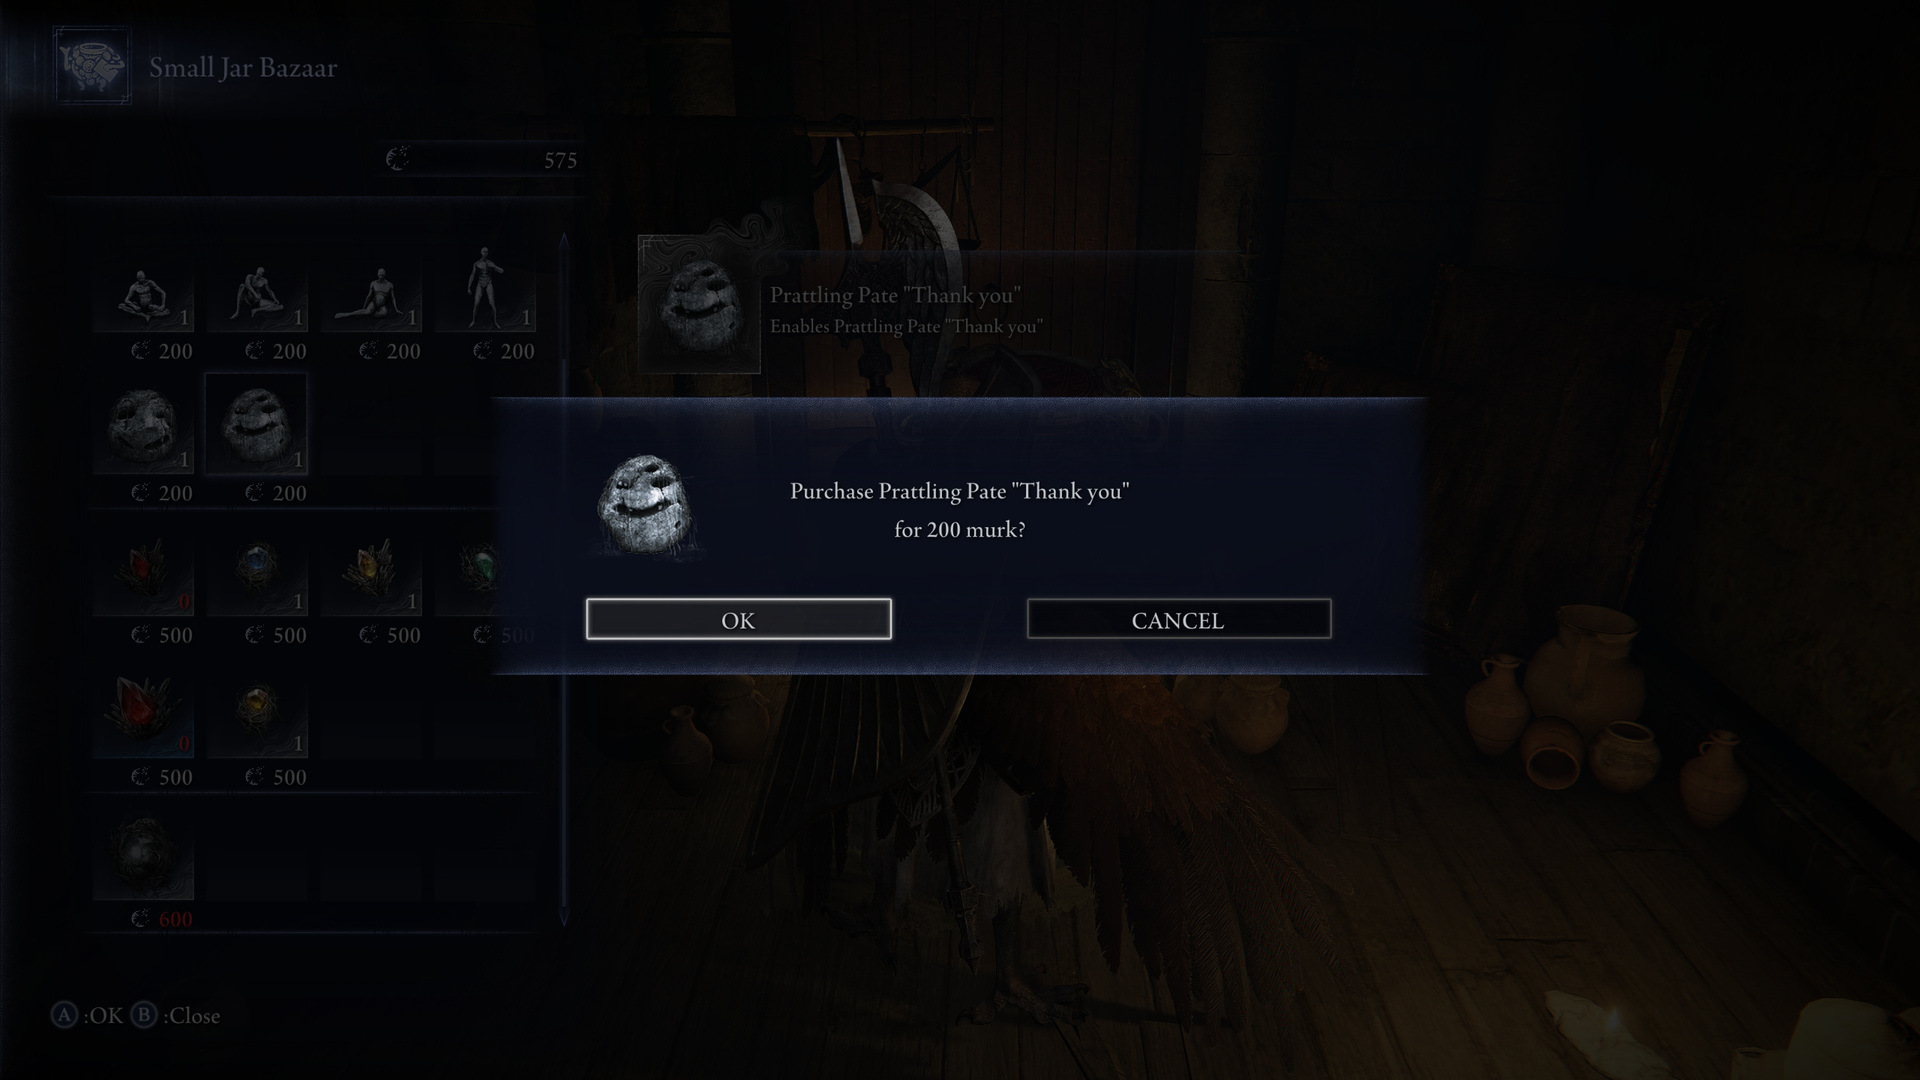 Small Jar Bazaar
575
1 1 1 1
200 200 200 200
Prattling Pate "Thank you"
Enables Prattling Pate "Thank you"
1 1
200 200
Purchase Prattling Pate "Thank you"
for 200 murk?
OK CANCEL
0 1 1
500 500 500 500
0 1
500 500
600
A :OK B :Close